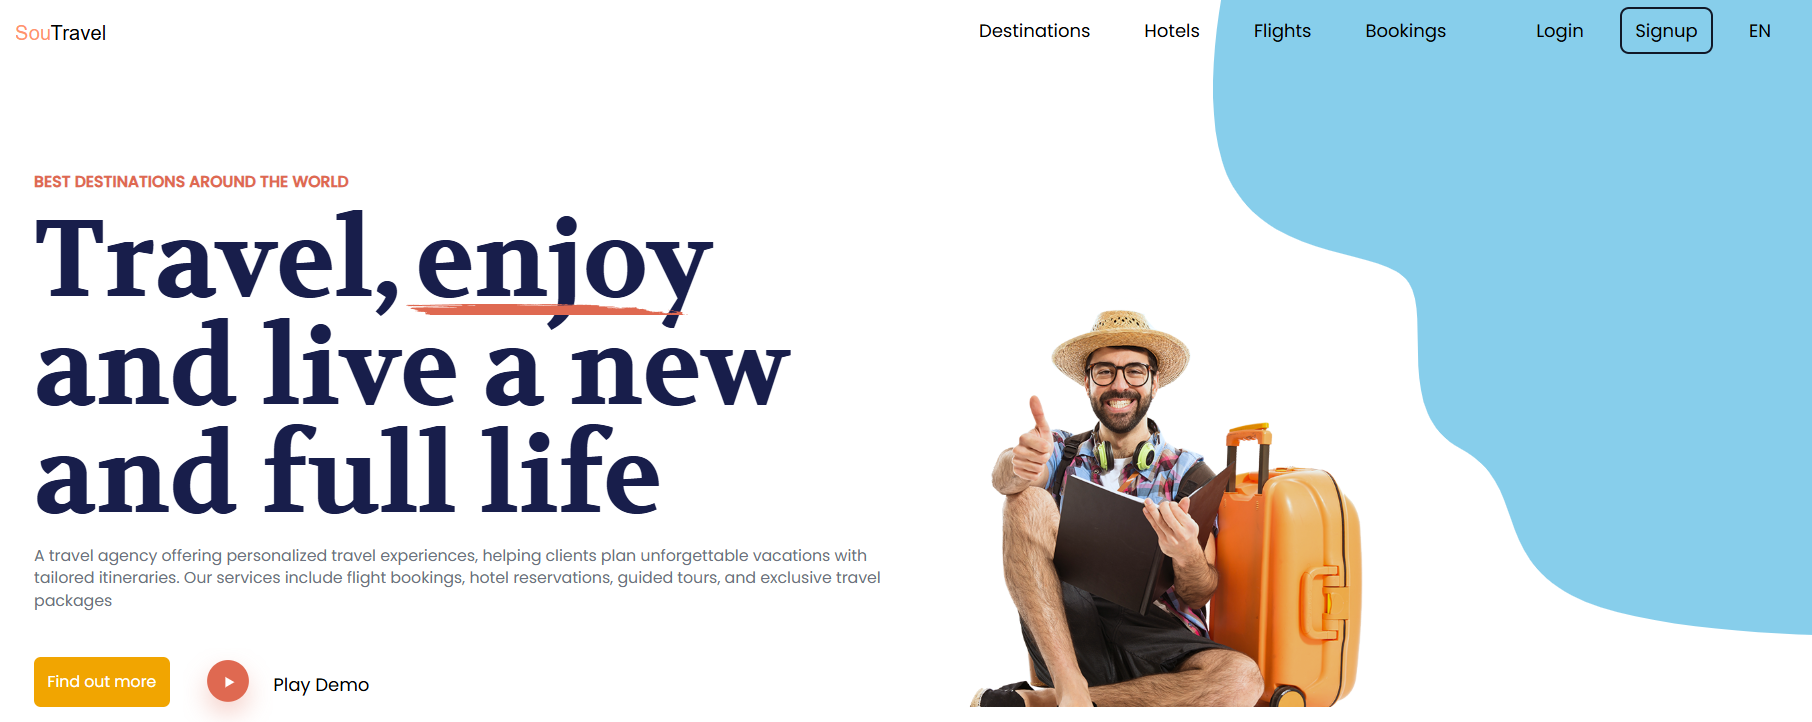 SouTravel
Destinations Hotels Flights Bookings Login Signup EN
BEST DESTINATIONS AROUND THE WORLD
Travel, enjoy
and live a new
and full life
A travel agency offering personalized travel experiences, helping clients plan unforgettable vacations with
tailored itineraries. Our services include flight bookings, hotel reservations, guided tours, and exclusive travel
packages
Find out more
Play Demo